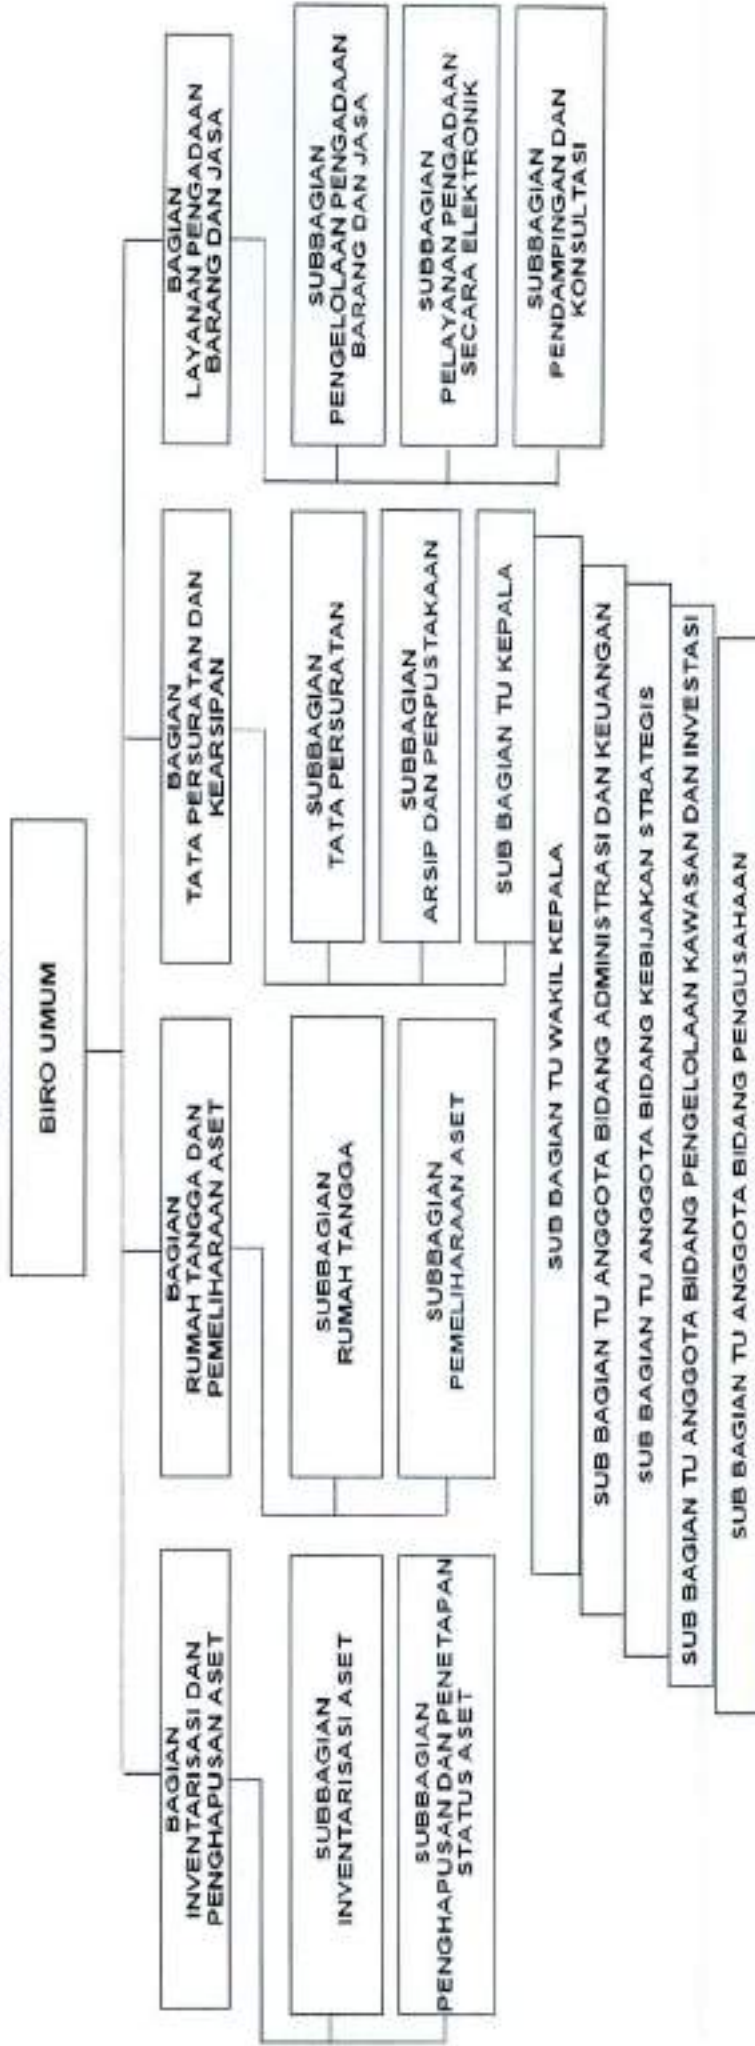 BIRO UMUM
BAGIAN
INVENTARISASI DAN
PENGHAPUSAN ASET
SUBBAGIAN
INVENTARISASI ASET
SUBBAGIAN
PENGHAPUSAN DAN PENETAPAN
STATUS ASET
BAGIAN
RUMAH TANGGA DAN
PEMELIHARAAN ASET
SUBBAGIAN
RUMAH TANGGA
SUBBAGIAN
PEMELIHARAAN ASET
BAGIAN
TATA PERSURATAN DAN
KEARSIPAN
SUBBAGIAN
TATA PERSURATAN
SUBBAGIAN
ARSIP DAN PERPUSTAKAAN
SUB BAGIAN TU KEPALA
SUB BAGIAN TU WAKIL KEPALA
SUB BAGIAN TU ANGGOTA BIDANG ADMINISTRASI DAN KEUANGAN
SUB BAGIAN TU ANGGOTA BIDANG KEBIJAKAN STRATEGIS
SUB BAGIAN TU ANGGOTA BIDANG PENGELOLAAN KAWASAN DAN INVESTASI
SUB BAGIAN TU ANGGOTA BIDANG PENGUSAHAAN
BAGIAN
LAYANAN PENGADAAN
BARANG DAN JASA
SUBBAGIAN
PENGELOLAAN PENGADAAN
BARANG DAN JASA
SUBBAGIAN
PELAYANAN PENGADAAN
SECARA ELEKTRONIK
SUBBAGIAN
PENDAMPINGAN DAN
KONSULTASI